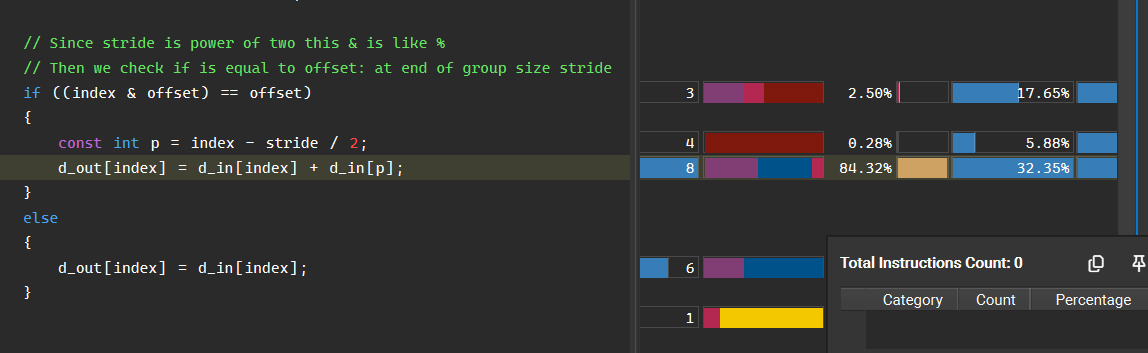 // Since stride is power of two this & is like %
// Then we check if is equal to offset: at end of group size stride
if ((index & offset) == offset) 3 2.50% 17.65%
{
const int p = index - stride / 2; 4 0.28% 5.88%
d_out[index] = d_in[index] + d_in[p]; 8 84.32% 32.35%
}
else
{
d_out[index] = d_in[index]; 6
}
1
Total Instructions Count: 0
Category Count Percentage